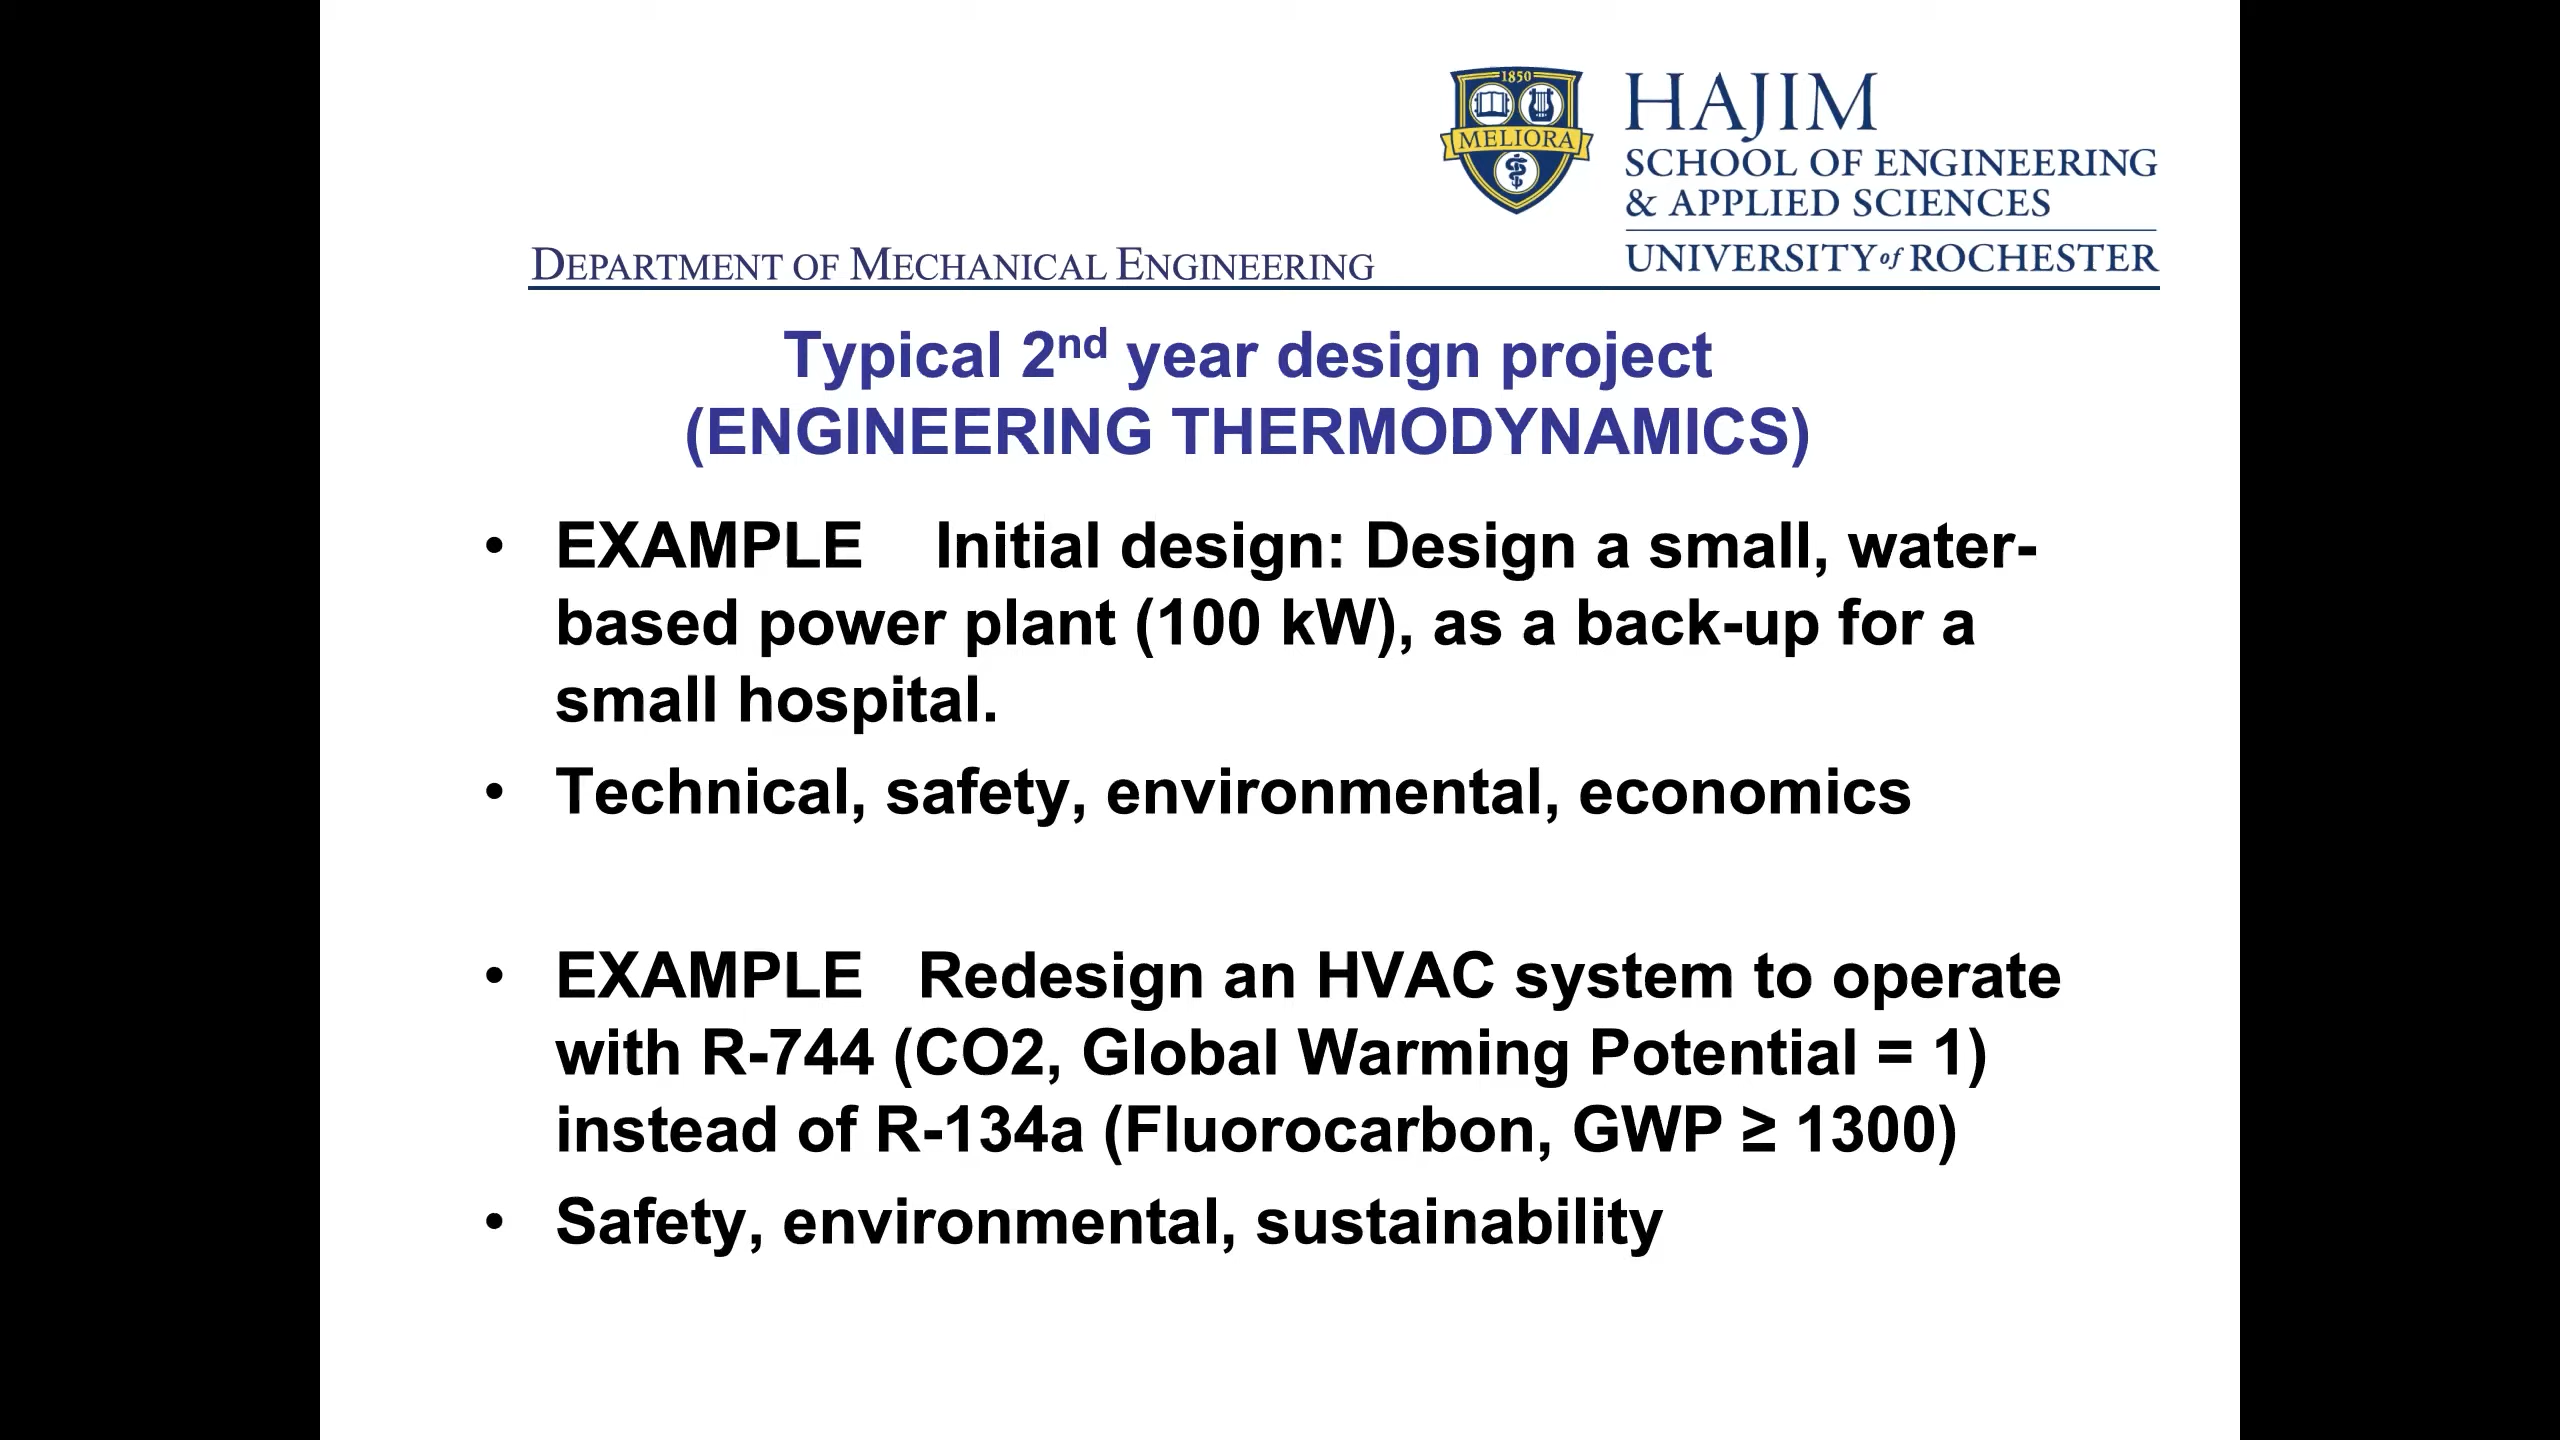 1850
MELIORA
HAJIM
SCHOOL OF ENGINEERING
& APPLIED SCIENCES
UNIVERSITY of ROCHESTER
DEPARTMENT OF MECHANICAL ENGINEERING
Typical 2nd year design project
(ENGINEERING THERMODYNAMICS)
• EXAMPLE Initial design: Design a small, water-
based power plant (100 kW), as a back-up for a
small hospital.
• Technical, safety, environmental, economics
• EXAMPLE Redesign an HVAC system to operate
with R-744 (CO2, Global Warming Potential = 1)
instead of R-134a (Fluorocarbon, GWP ≥ 1300)
• Safety, environmental, sustainability